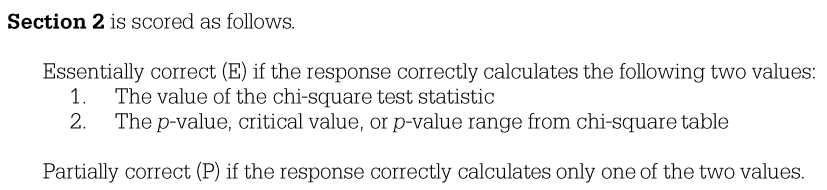 Section 2 is scored as follows.
Essentially correct (E) if the response correctly calculates the following two values:
1. The value of the chi-square test statistic
2. The p-value, critical value, or p-value range from chi-square table
Partially correct (P) if the response correctly calculates only one of the two values.